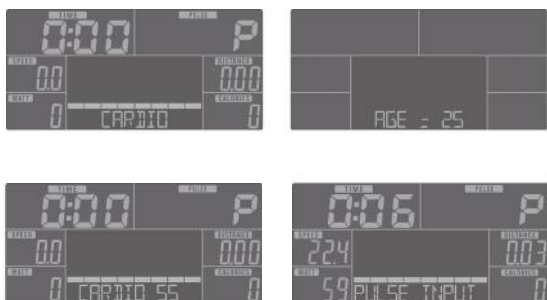 TIME PULSE
0:00 P
SPEED DISTANCE
0.0 0.00
WATT CALORIES
0 CARDIO 0
AGE = 25
TIME PULSE
0:00 P
SPEED DISTANCE
0.0 0.00
WATT CALORIES
0 CARDIO 55 0
TIME PULSE
0:06 P
SPEED DISTANCE
22.4 0.03
WATT CALORIES
59 PULSE INPUT 0